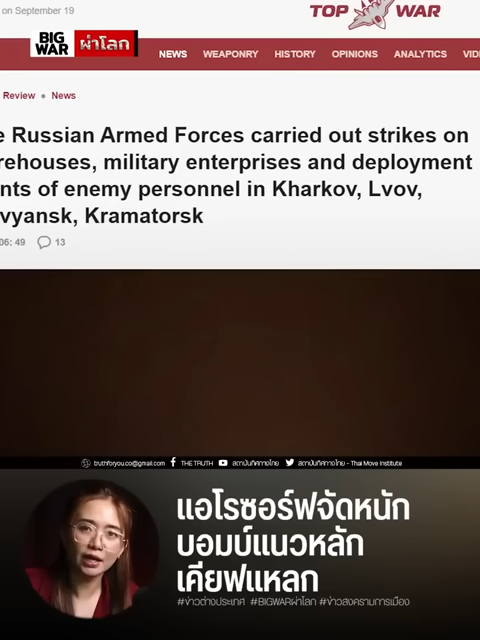 on September 19
TOP WAR
BIG WAR ผ่าโลก
NEWS WEAPONRY HISTORY OPINIONS ANALYTICS
Review • News
Russian Armed Forces carried out strikes on
military enterprises and deployment
of enemy personnel in Kharkov, Lvov,
Kramatorsk
06: 49 13
truthforyou.co@gmail.com THE TRUTH สถาบันทิศทางไทย สถาบันทิศทางไทย - Thai Move Institute
แอโรซอร์ฟจัดหนัก
บอมบ์แนวหลัก
เคียฟแหลก
#ข่าวต่างประเทศ #BIGWARผ่าโลก #ข่าวสงครามการเมือง